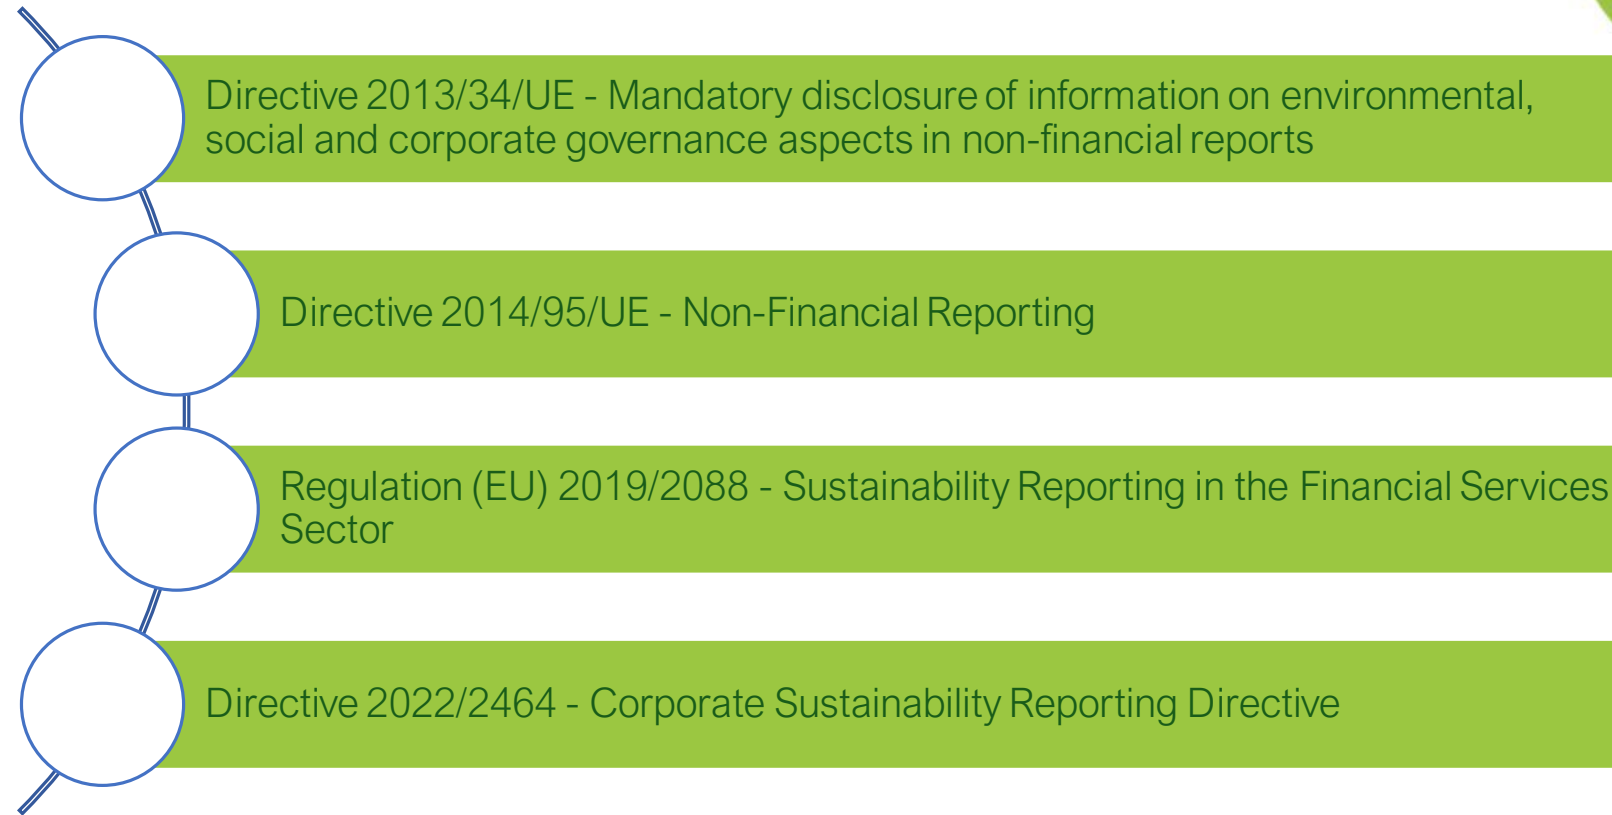 Directive 2013/34/UE - Mandatory disclosure of information on environmental,
social and corporate governance aspects in non-financial reports
Directive 2014/95/UE - Non-Financial Reporting
Regulation (EU) 2019/2088 - Sustainability Reporting in the Financial Services
Sector
Directive 2022/2464 - Corporate Sustainability Reporting Directive